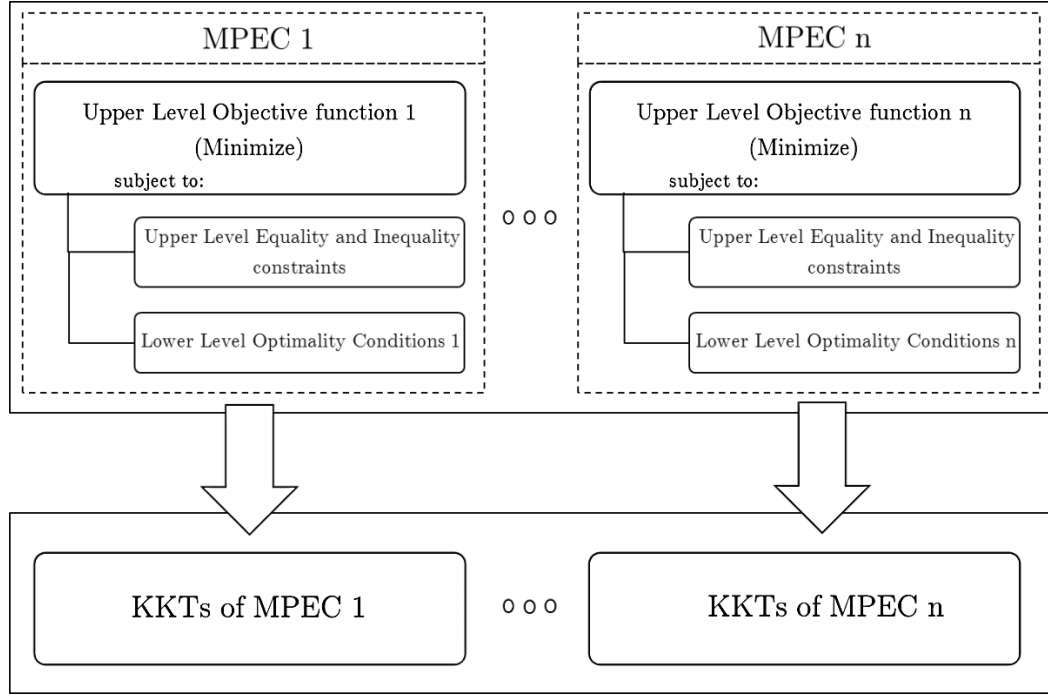 MPEC 1
Upper Level Objective function 1
(Minimize)
subject to:
Upper Level Equality and Inequality
constraints
Lower Level Optimality Conditions 1
MPEC n
Upper Level Objective function n
(Minimize)
subject to:
Upper Level Equality and Inequality
constraints
Lower Level Optimality Conditions n
KKTs of MPEC 1
KKTs of MPEC n